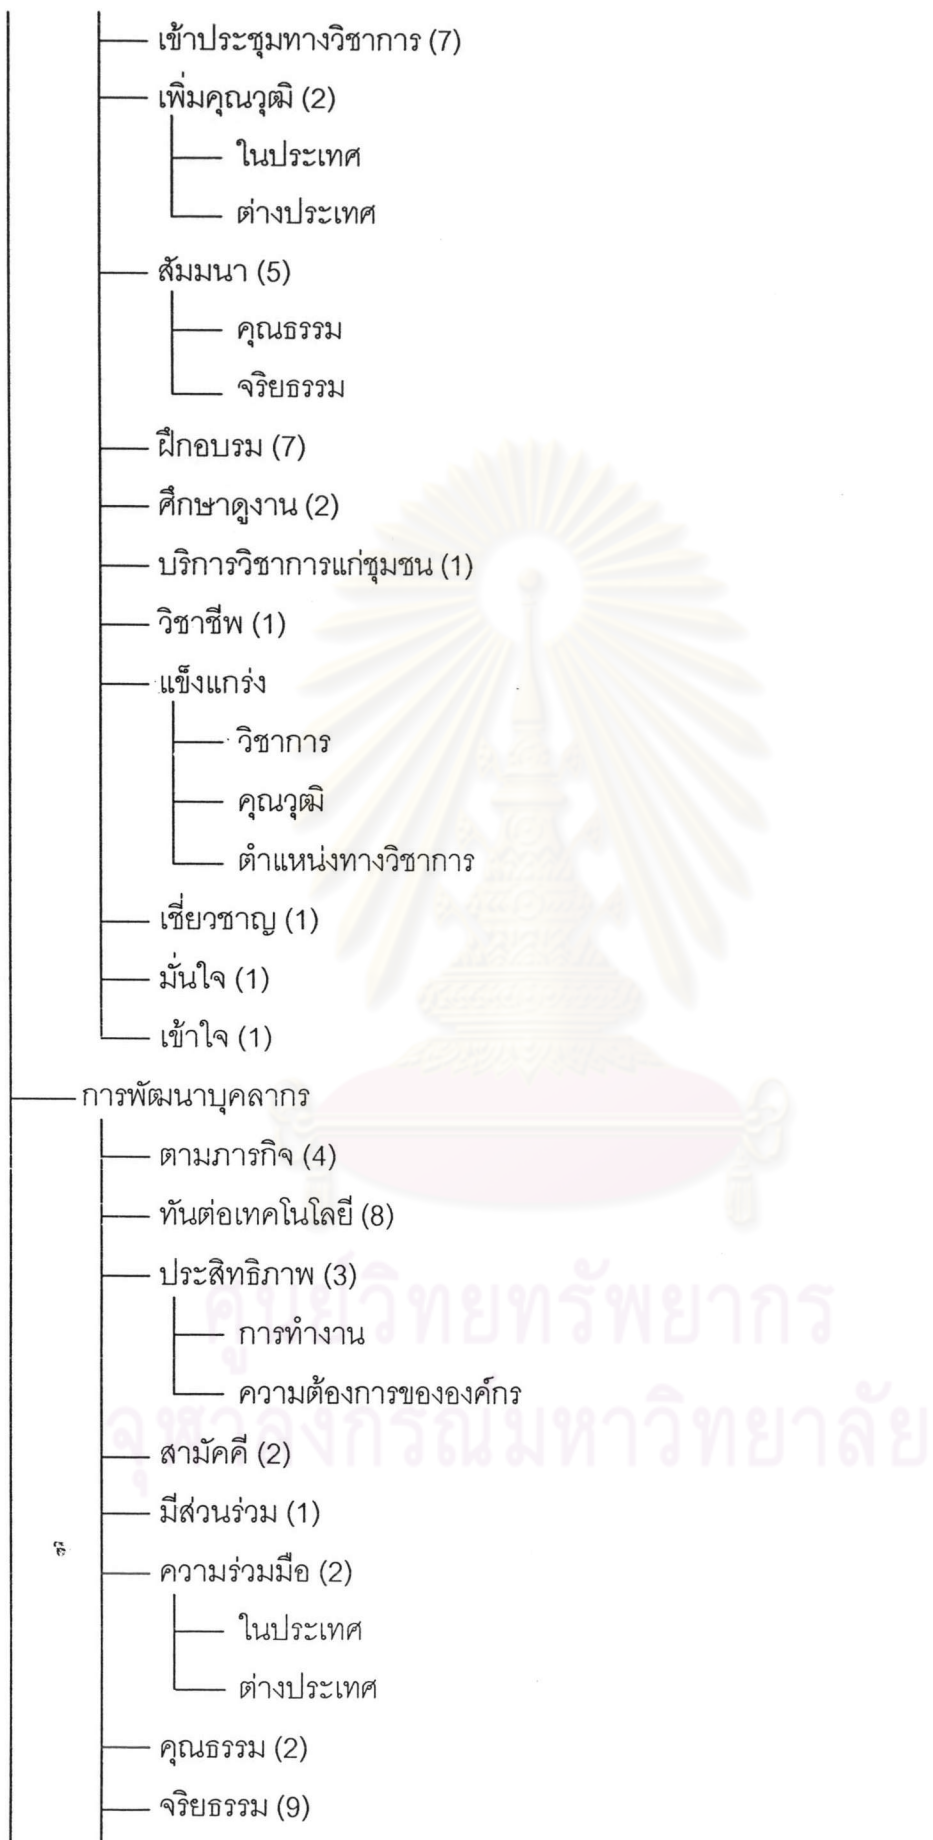 เข้าประชุมทางวิชาการ (7)
เพิ่มคุณวุฒิ (2)
ในประเทศ
ต่างประเทศ
สัมมนา (5)
คุณธรรม
จริยธรรม
ฝึกอบรม (7)
ศึกษาดูงาน (2)
บริการวิชาการแก่ชุมชน (1)
วิชาชีพ (1)
แข็งแกร่ง
วิชาการ
คุณวุฒิ
ตำแหน่งทางวิชาการ
เชี่ยวชาญ (1)
มั่นใจ (1)
เข้าใจ (1)
การพัฒนาบุคลากร
ตามภารกิจ (4)
ทันต่อเทคโนโลยี (8)
ประสิทธิภาพ (3)
การทำงาน
ความต้องการขององค์กร
สามัคคี (2)
มีส่วนร่วม (1)
ความร่วมมือ (2)
ในประเทศ
ต่างประเทศ
คุณธรรม (2)
จริยธรรม (9)
ศูนย์วิทยทรัพยากร
จุฬาลงกรณ์มหาวิทยาลัย